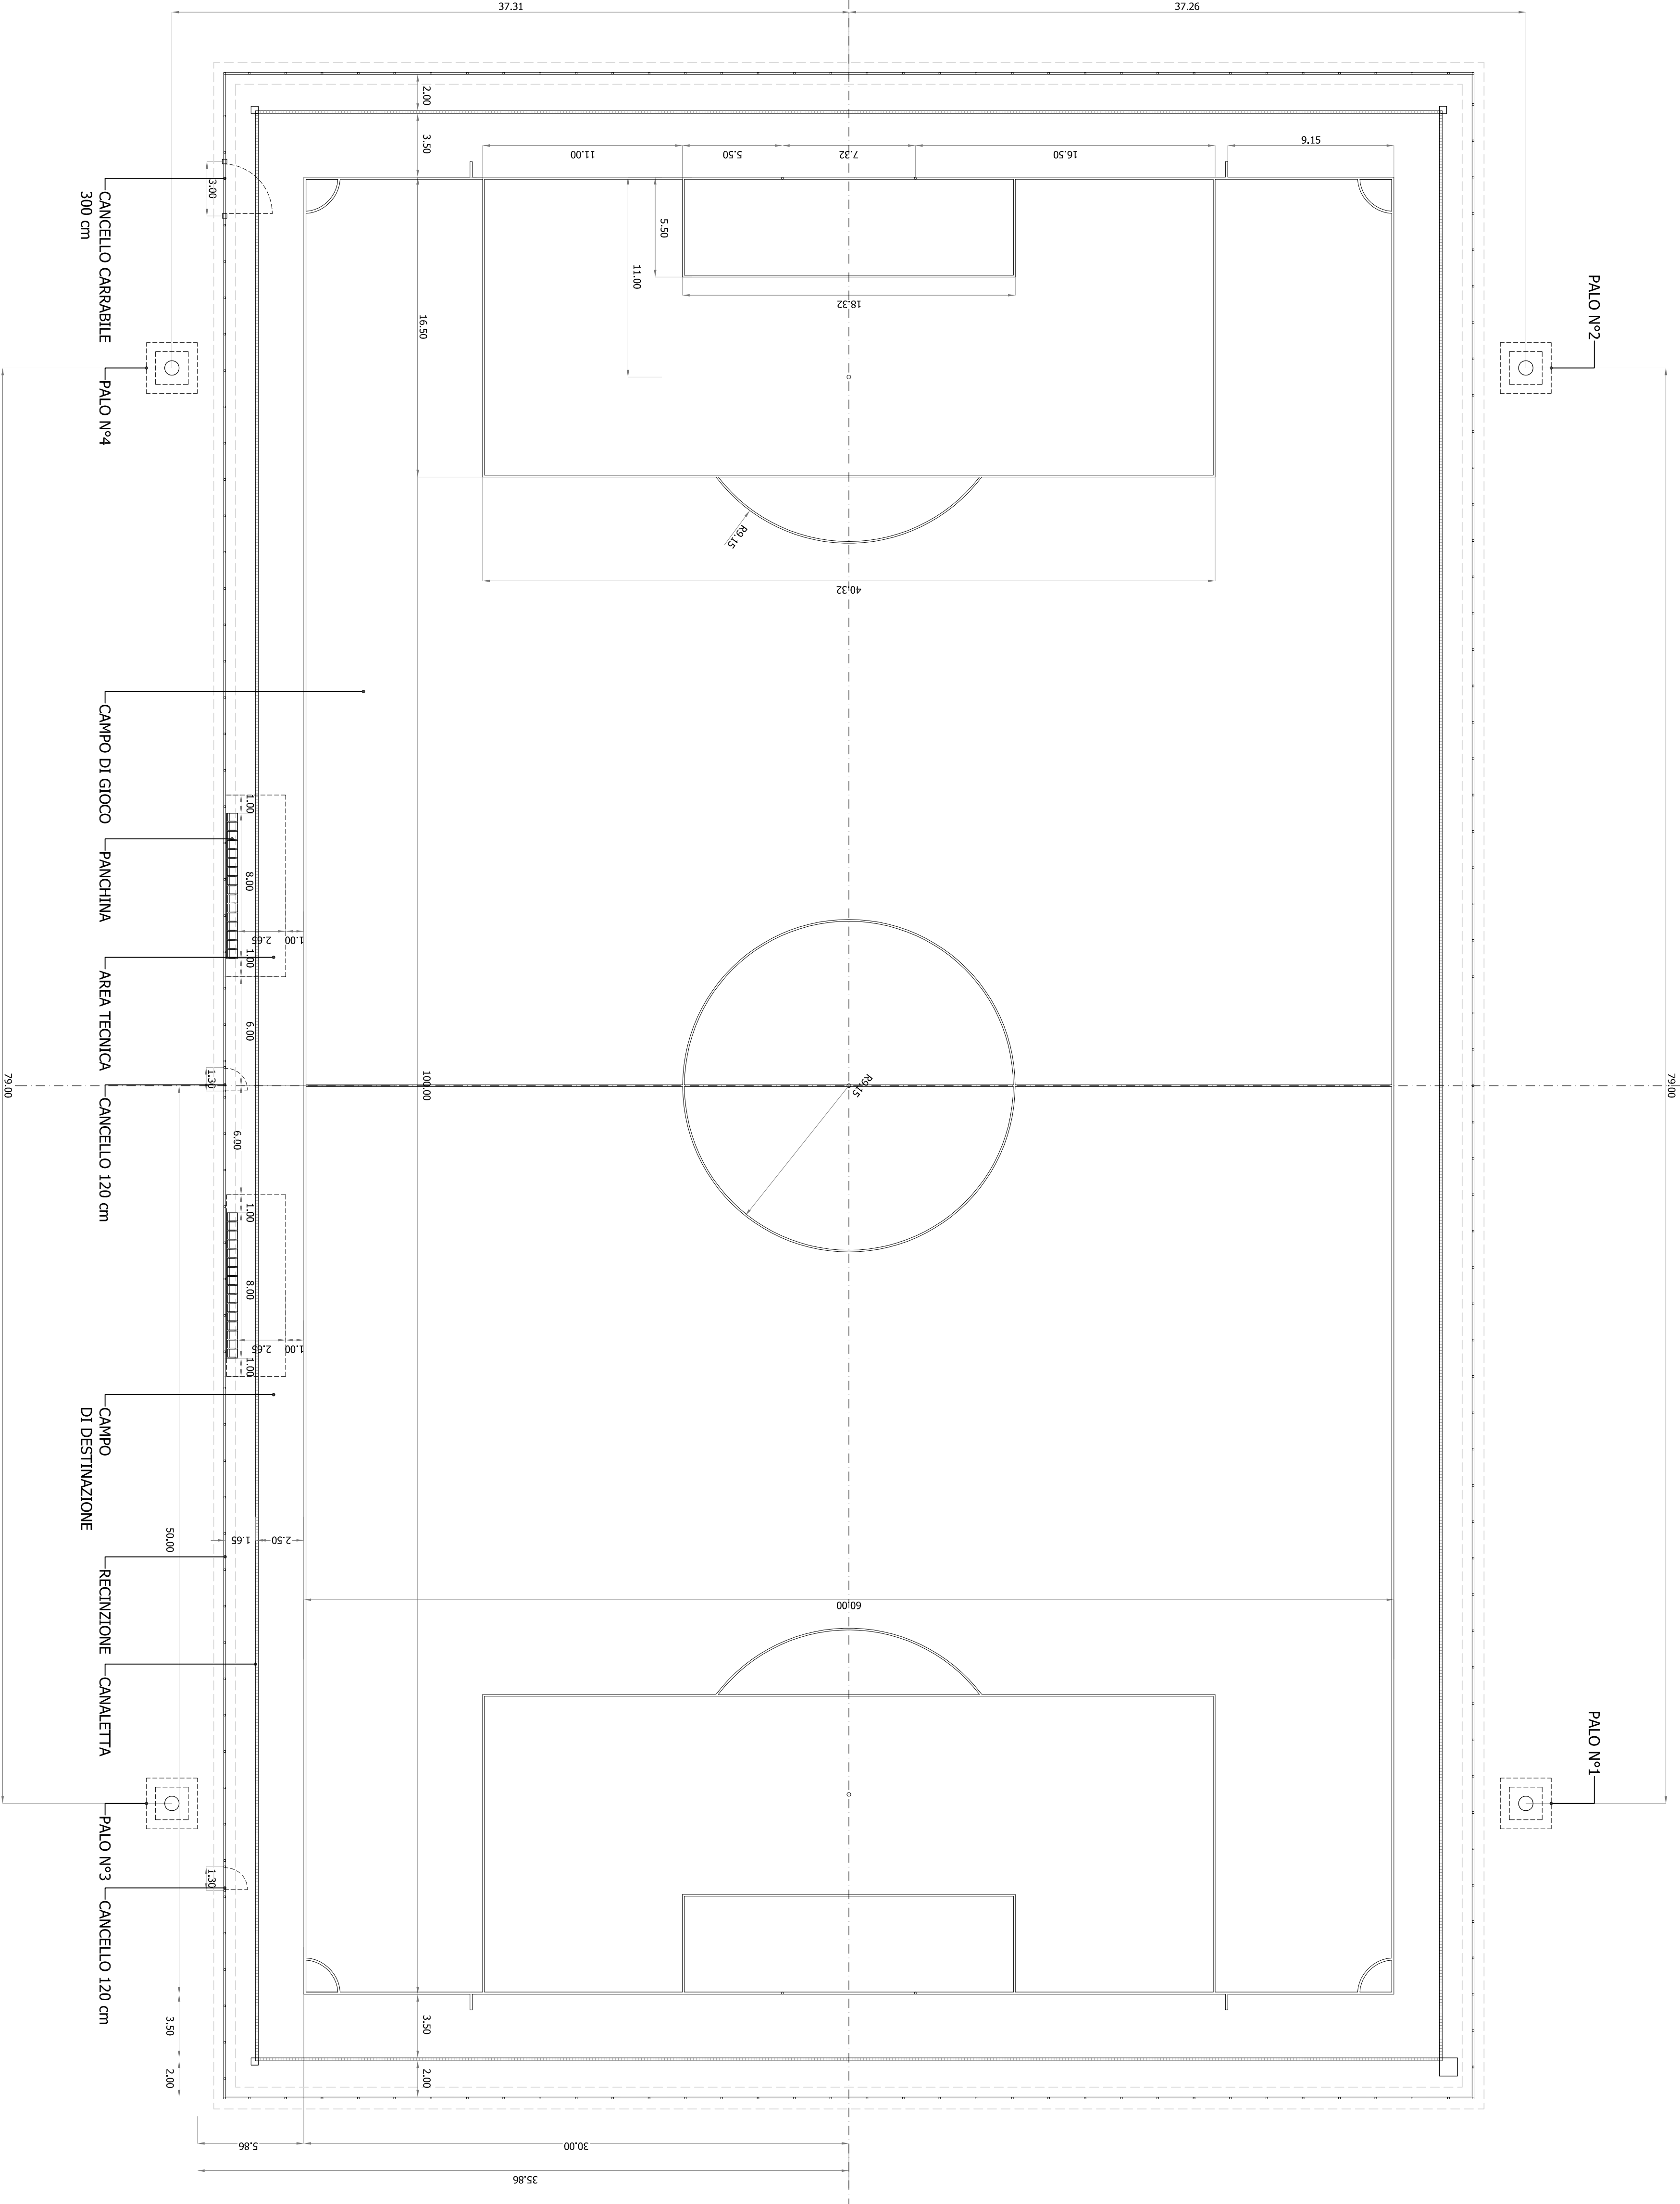 37.31
37.26
2.00
3.50
11.00
5.50
7.32
16.50
9.15
3.00
CANCELLO CARRABILE
300 cm
5.50
11.00
18.32
16.50
PALO N°2
PALO N°4
R9.15
40.32
CAMPO DI GIOCO
1.00
PANCHINA
8.00
2.65
1.00
1.00
AREA TECNICA
6.00
79.00
1.30
100.00
R9.15
79.00
CANCELLO 120 cm
6.00
1.00
8.00
2.65
1.00
1.00
CAMPO
DI DESTINAZIONE
50.00
1.65
2.50
RECINZIONE
60.00
CANALETTA
PALO N°1
PALO N°3
1.30
CANCELLO 120 cm
3.50
3.50
2.00
2.00
5.86
30.00
35.86